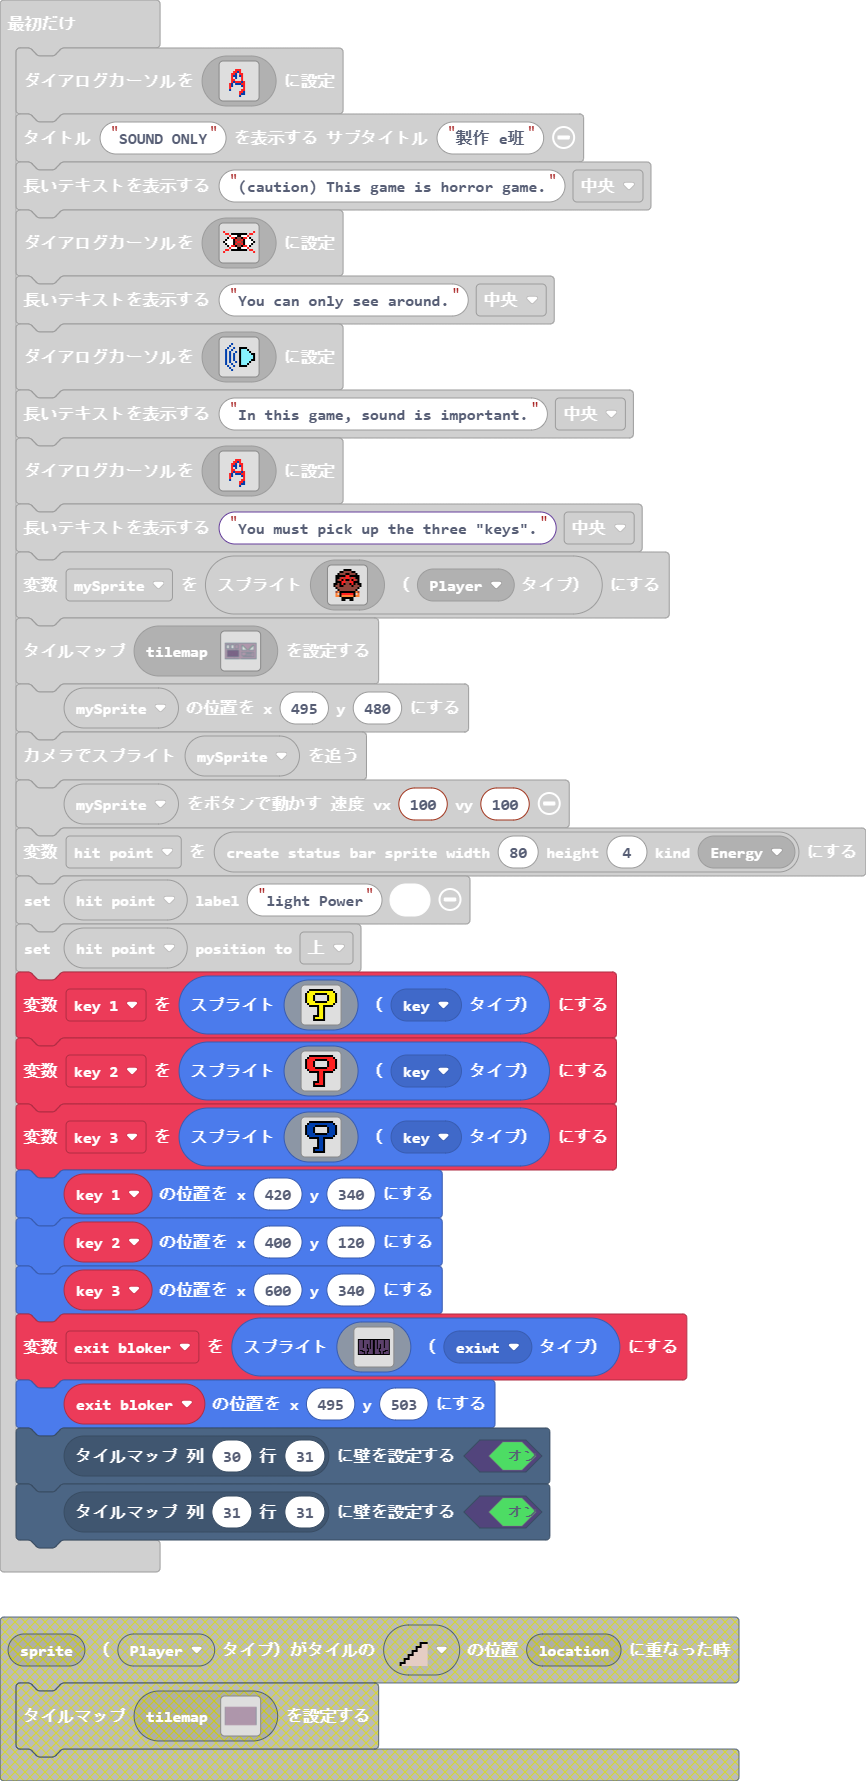 最初だけ
ダイアログカーソルを に設定
タイトル "SOUND ONLY" を表示する サブタイトル "製作 e班"
長いテキストを表示する "(caution) This game is horror game." 中央
ダイアログカーソルを に設定
長いテキストを表示する "You can only see around." 中央
ダイアログカーソルを に設定
長いテキストを表示する "In this game, sound is important." 中央
ダイアログカーソルを に設定
長いテキストを表示する "You must pick up the three "keys"." 中央
変数 mySprite を スプライト ( Player タイプ) にする
タイルマップ tilemap を設定する
mySprite の位置を x 495 y 480 にする
カメラでスプライト mySprite を追う
mySprite をボタンで動かす 速度 vx 100 vy 100
変数 hit point を create status bar sprite width 80 height 4 kind Energy にする
set hit point label "light Power"
set hit point position to 上
変数 key 1 を スプライト ( key タイプ) にする
変数 key 2 を スプライト ( key タイプ) にする
変数 key 3 を スプライト ( key タイプ) にする
key 1 の位置を x 420 y 340 にする
key 2 の位置を x 400 y 120 にする
key 3 の位置を x 600 y 340 にする
変数 exit bloker を スプライト ( exiwt タイプ) にする
exit bloker の位置を x 495 y 503 にする
タイルマップ 列 30 行 31 に壁を設定する オン
タイルマップ 列 31 行 31 に壁を設定する オン
sprite ( Player タイプ) がタイルの の位置 location に重なった時
タイルマップ tilemap を設定する